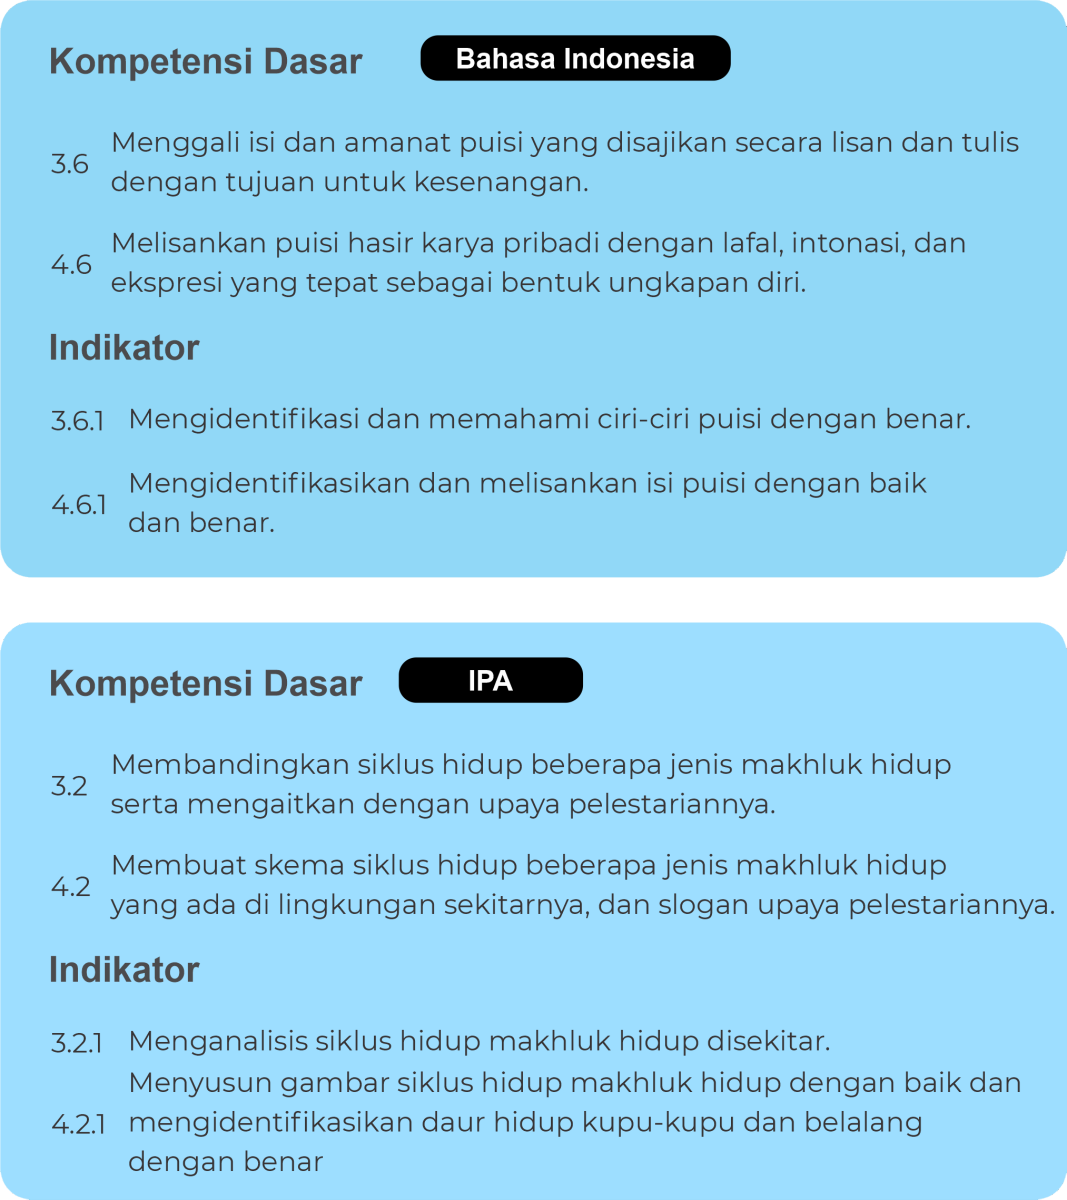 Kompetensi Dasar
Bahasa Indonesia
3.6
Menggali isi dan amanat puisi yang disajikan secara lisan dan tulis
dengan tujuan untuk kesenangan.
4.6
Melisankan puisi hasir karya pribadi dengan lafal, intonasi, dan
ekspresi yang tepat sebagai bentuk ungkapan diri.
Indikator
3.6.1 Mengidentifikasi dan memahami ciri-ciri puisi dengan benar.
4.6.1
Mengidentifikasikan dan melisankan isi puisi dengan baik
dan benar.
Kompetensi Dasar
IPA
3.2
Membandingkan siklus hidup beberapa jenis makhluk hidup
serta mengaitkan dengan upaya pelestariannya.
4.2
Membuat skema siklus hidup beberapa jenis makhluk hidup
yang ada di lingkungan sekitarnya, dan slogan upaya pelestariannya.
Indikator
3.2.1 Menganalisis siklus hidup makhluk hidup disekitar.
4.2.1
Menyusun gambar siklus hidup makhluk hidup dengan baik dan
mengidentifikasikan daur hidup kupu-kupu dan belalang
dengan benar